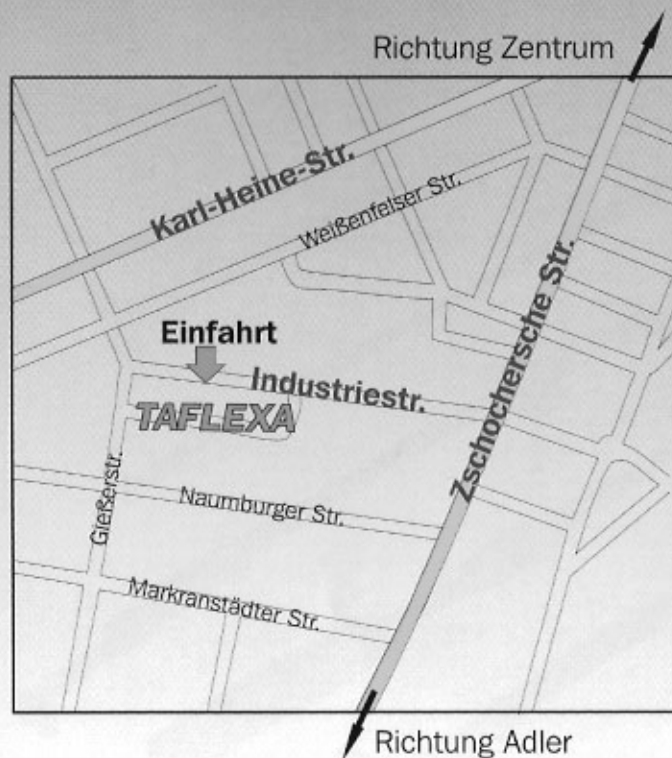 Richtung Zentrum
Karl-Heine-Str.
Weißenfelser Str.
Zschochersche Str.
Einfahrt
Industriestr.
TAFLEXA
Gießerstr.
Naumburger Str.
Markranstädter Str.
Richtung Adler